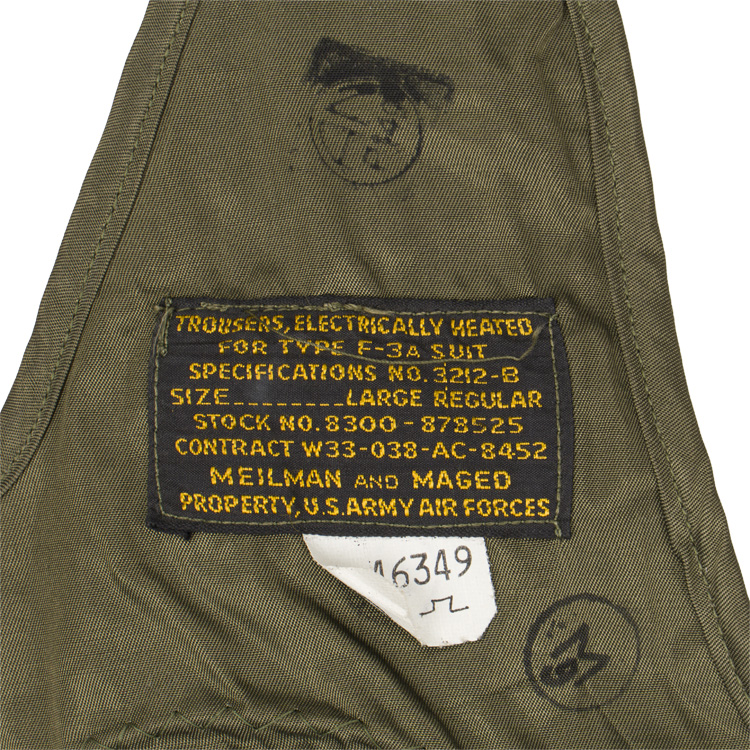 TROUSERS, ELECTRICALLY HEATED
FOR TYPE F-3A SUIT
SPECIFICATIONS NO. 3212-B
SIZE_________LARGE REGULAR
STOCK NO. 8300-878525
CONTRACT W33-038-AC-8452
MEILMAN AND MAGED
PROPERTY, U.S. ARMY AIR FORCES
46349